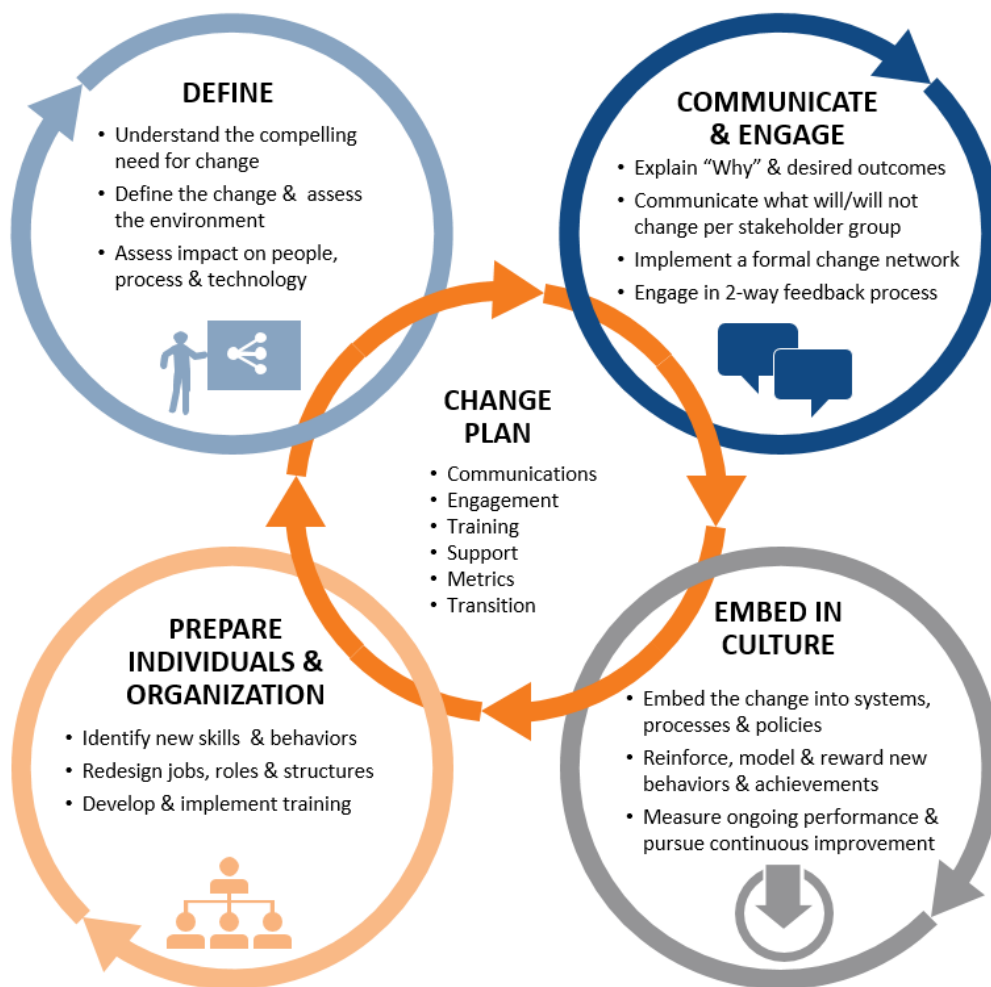 DEFINE
• Understand the compelling
need for change
• Define the change & assess
the environment
• Assess impact on people,
process & technology
COMMUNICATE
& ENGAGE
• Explain “Why” & desired outcomes
• Communicate what will/will not
change per stakeholder group
• Implement a formal change network
• Engage in 2-way feedback process
CHANGE
PLAN
• Communications
• Engagement
• Training
• Support
• Metrics
• Transition
PREPARE
INDIVIDUALS &
ORGANIZATION
• Identify new skills & behaviors
• Redesign jobs, roles & structures
• Develop & implement training
EMBED IN
CULTURE
• Embed the change into systems,
processes & policies
• Reinforce, model & reward new
behaviors & achievements
• Measure ongoing performance &
pursue continuous improvement